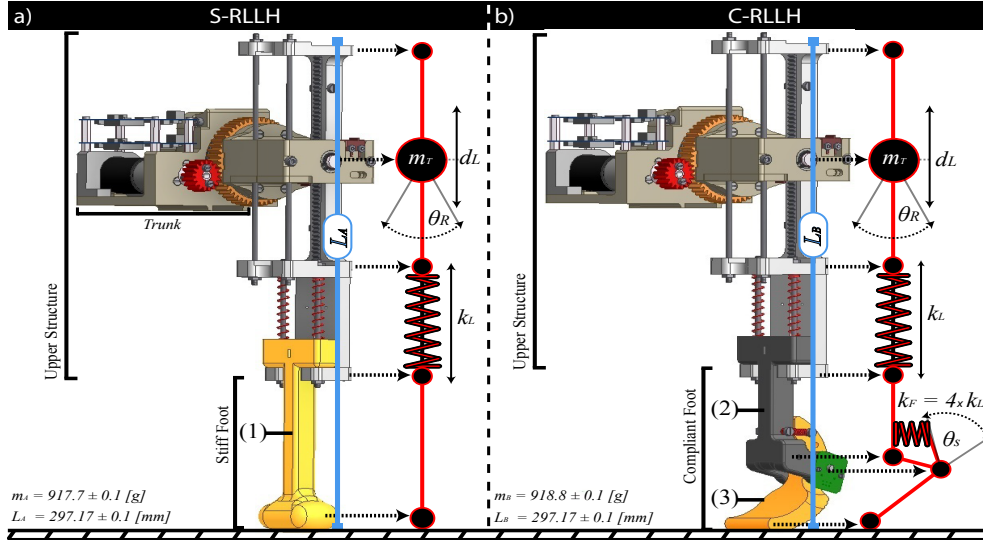 a) S-RLLH
Upper Structure
Trunk
L_A
m_T
d_L
θ_R
k_L
Stiff Foot
(1)
m_A = 917.7 ± 0.1 [g]
L_A = 297.17 ± 0.1 [mm]
b) C-RLLH
Upper Structure
L_B
m_T
d_L
θ_R
k_L
Compliant Foot
(2)
(3)
k_F = 4× k_L
θ_s
m_B = 918.8 ± 0.1 [g]
L_B = 297.17 ± 0.1 [mm]